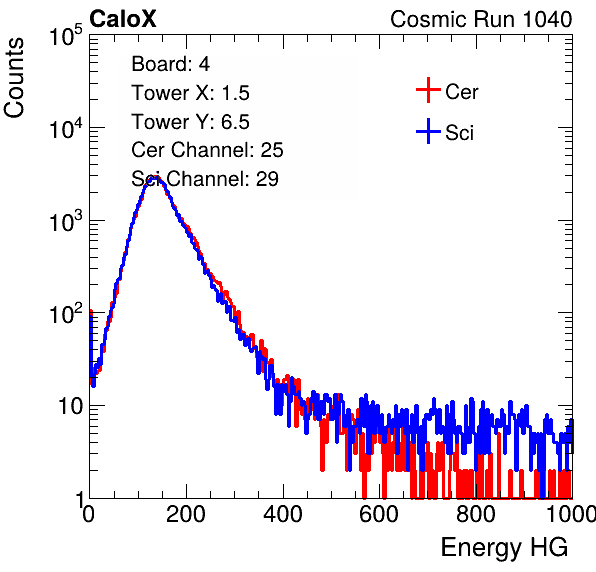 CaloX Cosmic Run 1040
Counts
10^5
10^4
10^3
10^2
10
1
Board: 4
Tower X: 1.5
Tower Y: 6.5
Cer Channel: 25
Sci Channel: 29
Cer
Sci
0 200 400 600 800 1000
Energy HG